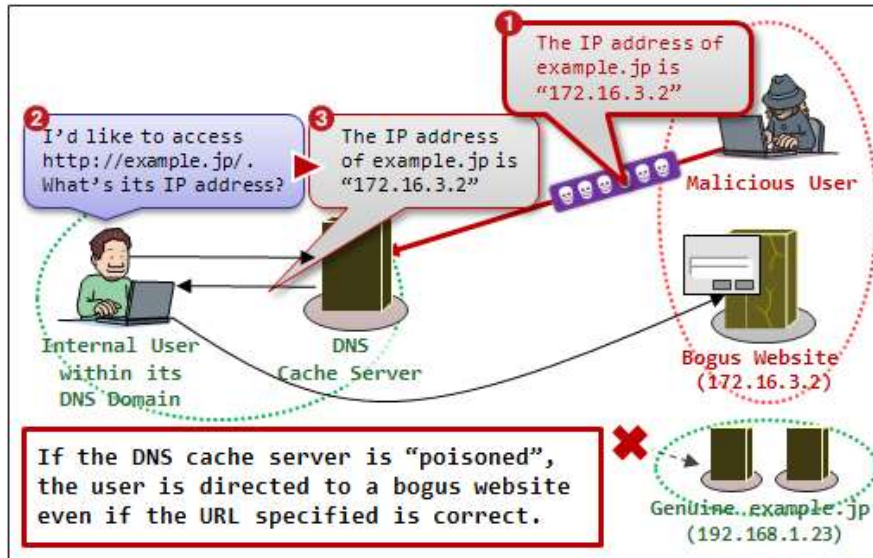 1
The IP address of
example.jp is
“172.16.3.2”
2
I’d like to access
http://example.jp/.
What’s its IP address?
3
The IP address
of example.jp is
“172.16.3.2”
Malicious User
Internal User
within its
DNS Domain
DNS
Cache Server
Bogus Website
(172.16.3.2)
If the DNS cache server is “poisoned”,
the user is directed to a bogus website
even if the URL specified is correct.
Genuine example.jp
(192.168.1.23)